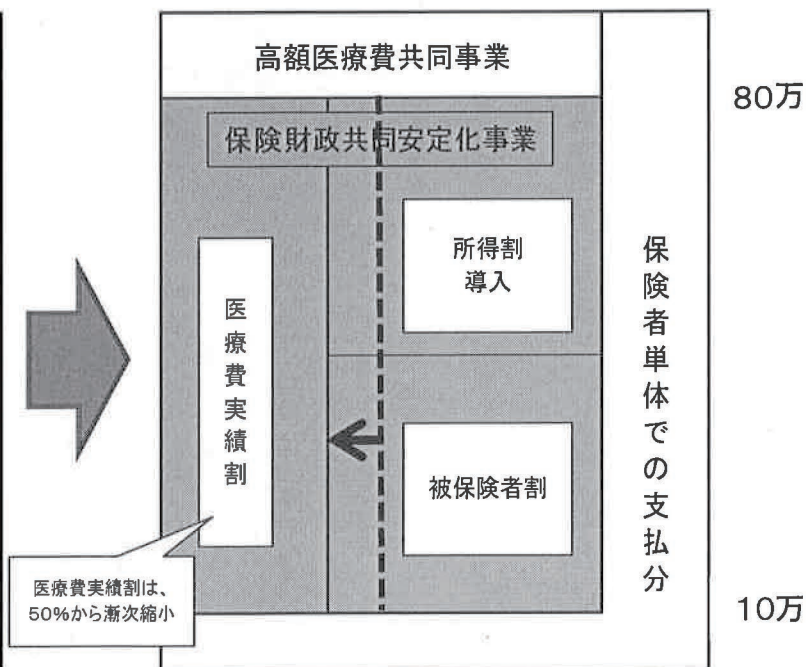 高額医療費共同事業
80万
保険財政共同安定化事業
所得割
導入
医療費実績割
被保険者割
保険者単体での支払分
医療費実績割は、
50%から漸次縮小
10万